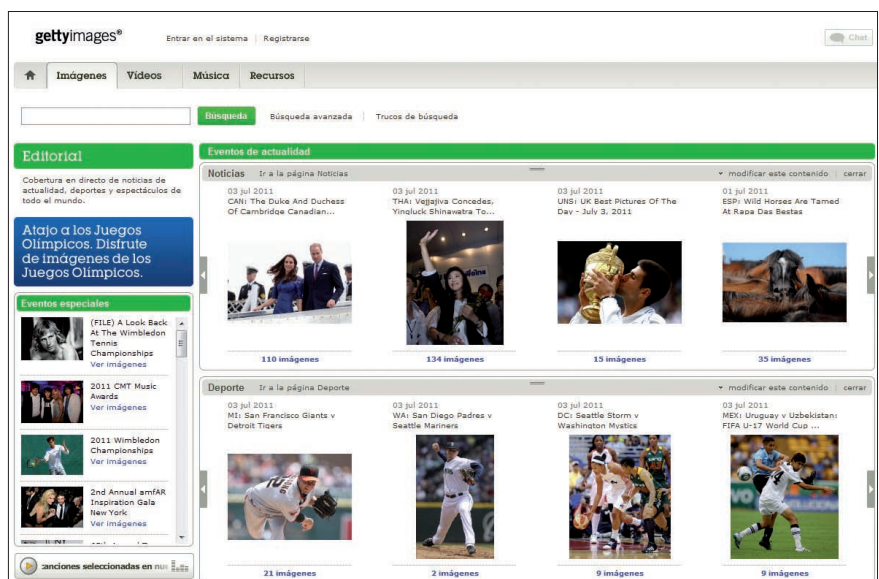 gettyimages®
Entrar en el sistema | Registrarse
Chat
Imágenes
Vídeos
Música
Recursos
Búsqueda
Búsqueda avanzada | Trucos de búsqueda
Editorial
Cobertura en directo de noticias de
actualidad, deportes y espectáculos de
todo el mundo.
Atajo a los Juegos
Olímpicos. Disfrute
de imágenes de los
Juegos Olímpicos.
Eventos especiales
(FILE) A Look Back
At The Wimbledon
Tennis
Championships
Ver imágenes
2011 CMT Music
Awards
Ver imágenes
2011 Wimbledon
Championships
Ver imágenes
2nd Annual amfAR
Inspiration Gala
New York
Ver imágenes
canciones seleccionadas en
Eventos de actualidad
Noticias
Ir a la página Noticias
modificar este contenido | cerrar
03 jul 2011
CAN: The Duke And Duchess
Of Cambridge Canadian...
110 imágenes
03 jul 2011
THA: Vejjajiva Concedes,
Yingluck Shinawatra To...
134 imágenes
03 jul 2011
UNS: UK Best Pictures Of The
Day - July 3, 2011
15 imágenes
01 jul 2011
ESP: Wild Horses Are Tamed
At Rapa Das Bestas
35 imágenes
Deporte
Ir a la página Deporte
modificar este contenido | cerrar
03 jul 2011
MI: San Francisco Giants v
Detroit Tigers
21 imágenes
03 jul 2011
WA: San Diego Padres v
Seattle Mariners
2 imágenes
03 jul 2011
DC: Seattle Storm v
Washington Mystics
9 imágenes
03 jul 2011
MEX: Uruguay v Uzbekistan:
FIFA U-17 World Cup ...
9 imágenes